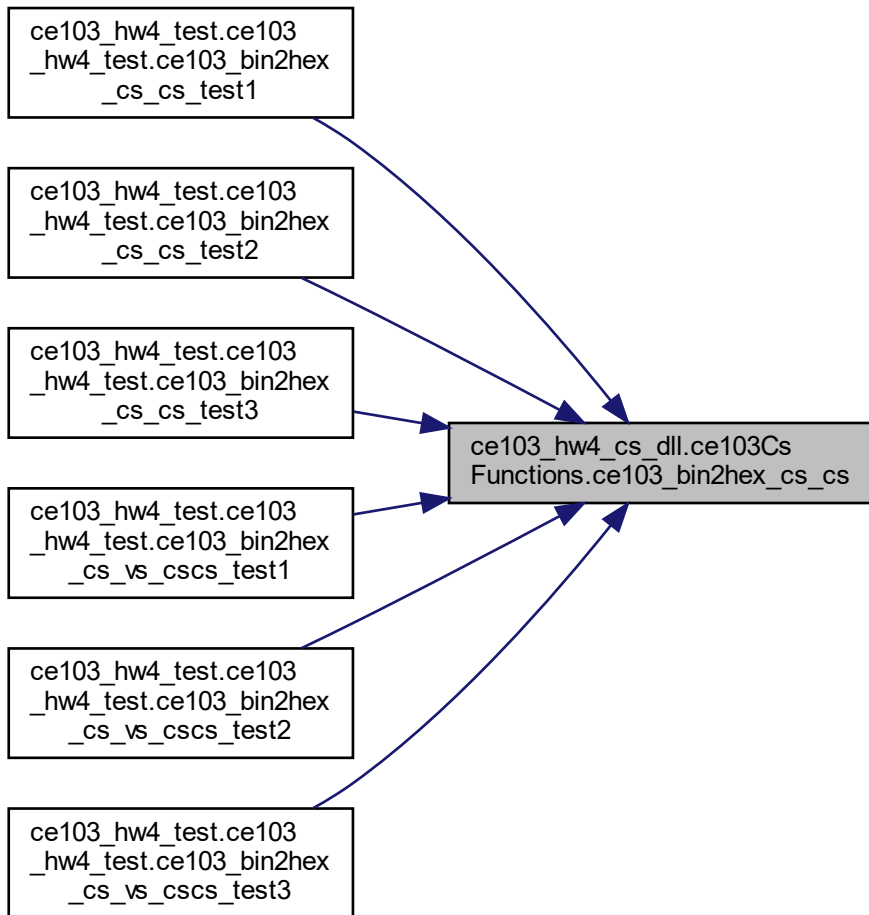 ce103_hw4_test.ce103
_hw4_test.ce103_bin2hex
_cs_cs_test1
ce103_hw4_test.ce103
_hw4_test.ce103_bin2hex
_cs_cs_test2
ce103_hw4_test.ce103
_hw4_test.ce103_bin2hex
_cs_cs_test3
ce103_hw4_cs_dll.ce103Cs
Functions.ce103_bin2hex_cs_cs
ce103_hw4_test.ce103
_hw4_test.ce103_bin2hex
_cs_vs_cscs_test1
ce103_hw4_test.ce103
_hw4_test.ce103_bin2hex
_cs_vs_cscs_test2
ce103_hw4_test.ce103
_hw4_test.ce103_bin2hex
_cs_vs_cscs_test3